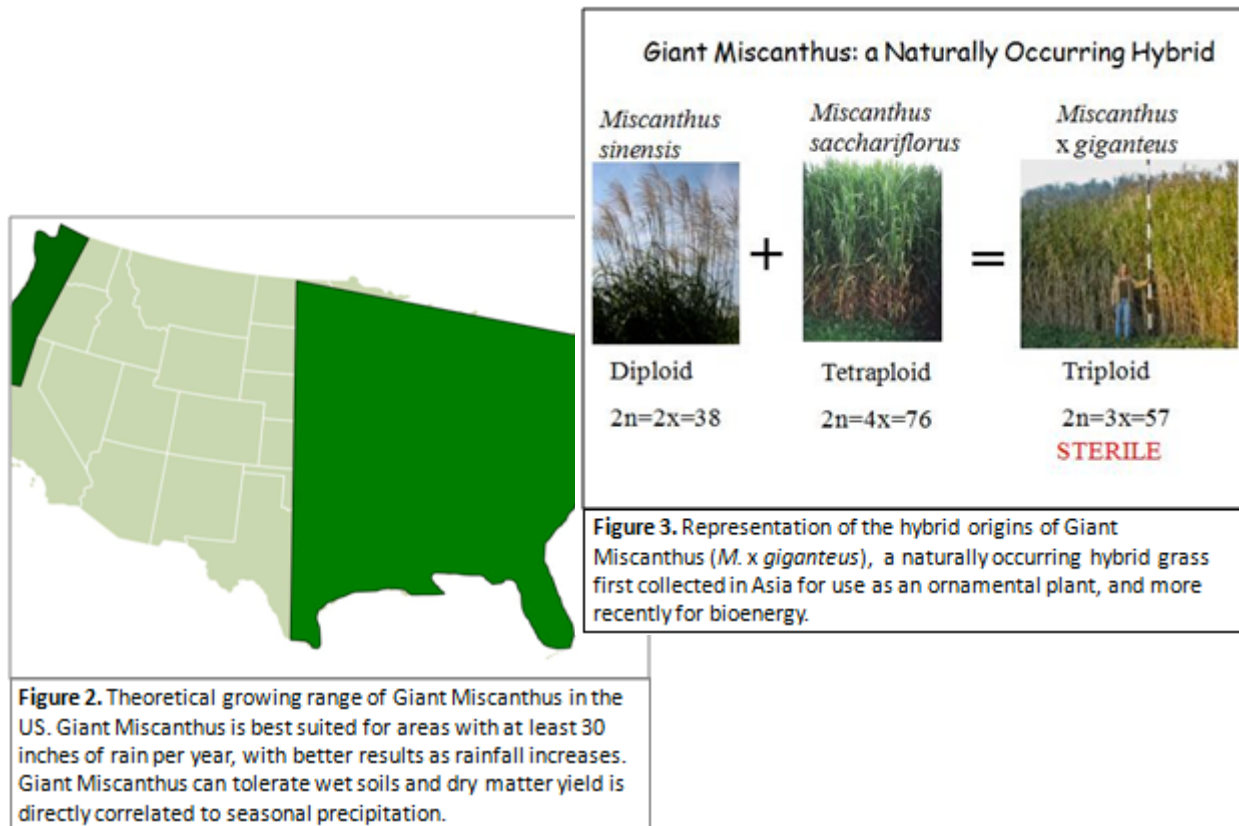 Giant Miscanthus: a Naturally Occurring Hybrid
Miscanthus
sinensis
Miscanthus
sacchariflorus
Miscanthus
x giganteus
+
=
Diploid
Tetraploid
Triploid
2n=2x=38
2n=4x=76
2n=3x=57
STERILE
Figure 3. Representation of the hybrid origins of Giant
Miscanthus (M. x giganteus), a naturally occurring hybrid grass
first collected in Asia for use as an ornamental plant, and more
recently for bioenergy.
Figure 2. Theoretical growing range of Giant Miscanthus in the
US. Giant Miscanthus is best suited for areas with at least 30
inches of rain per year, with better results as rainfall increases.
Giant Miscanthus can tolerate wet soils and dry matter yield is
directly correlated to seasonal precipitation.